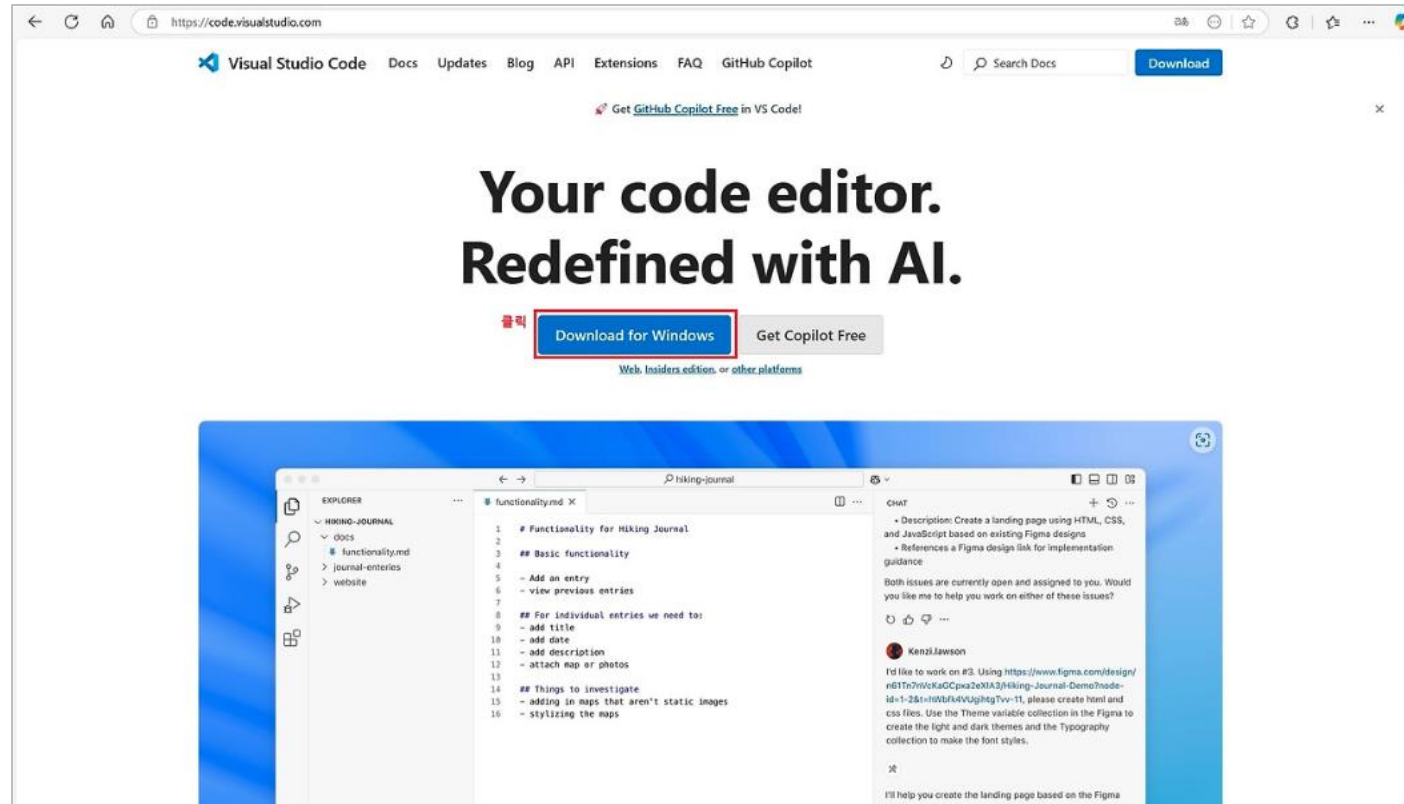 https://code.visualstudio.com
Visual Studio Code Docs Updates Blog API Extensions FAQ GitHub Copilot Search Docs Download
🚀 Get GitHub Copilot Free in VS Code!
Your code editor.
Redefined with AI.
클릭
Download for Windows Get Copilot Free
Web, Insiders edition, or other platforms
hiking-journal
EXPLORER
HIKING-JOURNAL
docs
functionality.md
journal-enteries
website
functionality.md
1 # Functionality for Hiking Journal
2
3 ## Basic functionality
4
5 - Add an entry
6 - view previous entries
7
8 ## For individual entries we need to:
9 - add title
10 - add date
11 - add description
12 - attach map or photos
13
14 ## Things to investigate
15 - adding in maps that aren't static images
16 - stylizing the maps
CHAT
• Description: Create a landing page using HTML, CSS,
and JavaScript based on existing Figma designs
• References a Figma design link for implementation
guidance
Both issues are currently open and assigned to you. Would
you like me to help you work on either of these issues?
Kenzi.lawson
I'd like to work on #3. Using https://www.figma.com/design/
please create html and
css files. Use the Theme variable collection in the Figma to
create the light and dark themes and the Typography
collection to make the font styles.
I'll help you create the landing page based on the Figma